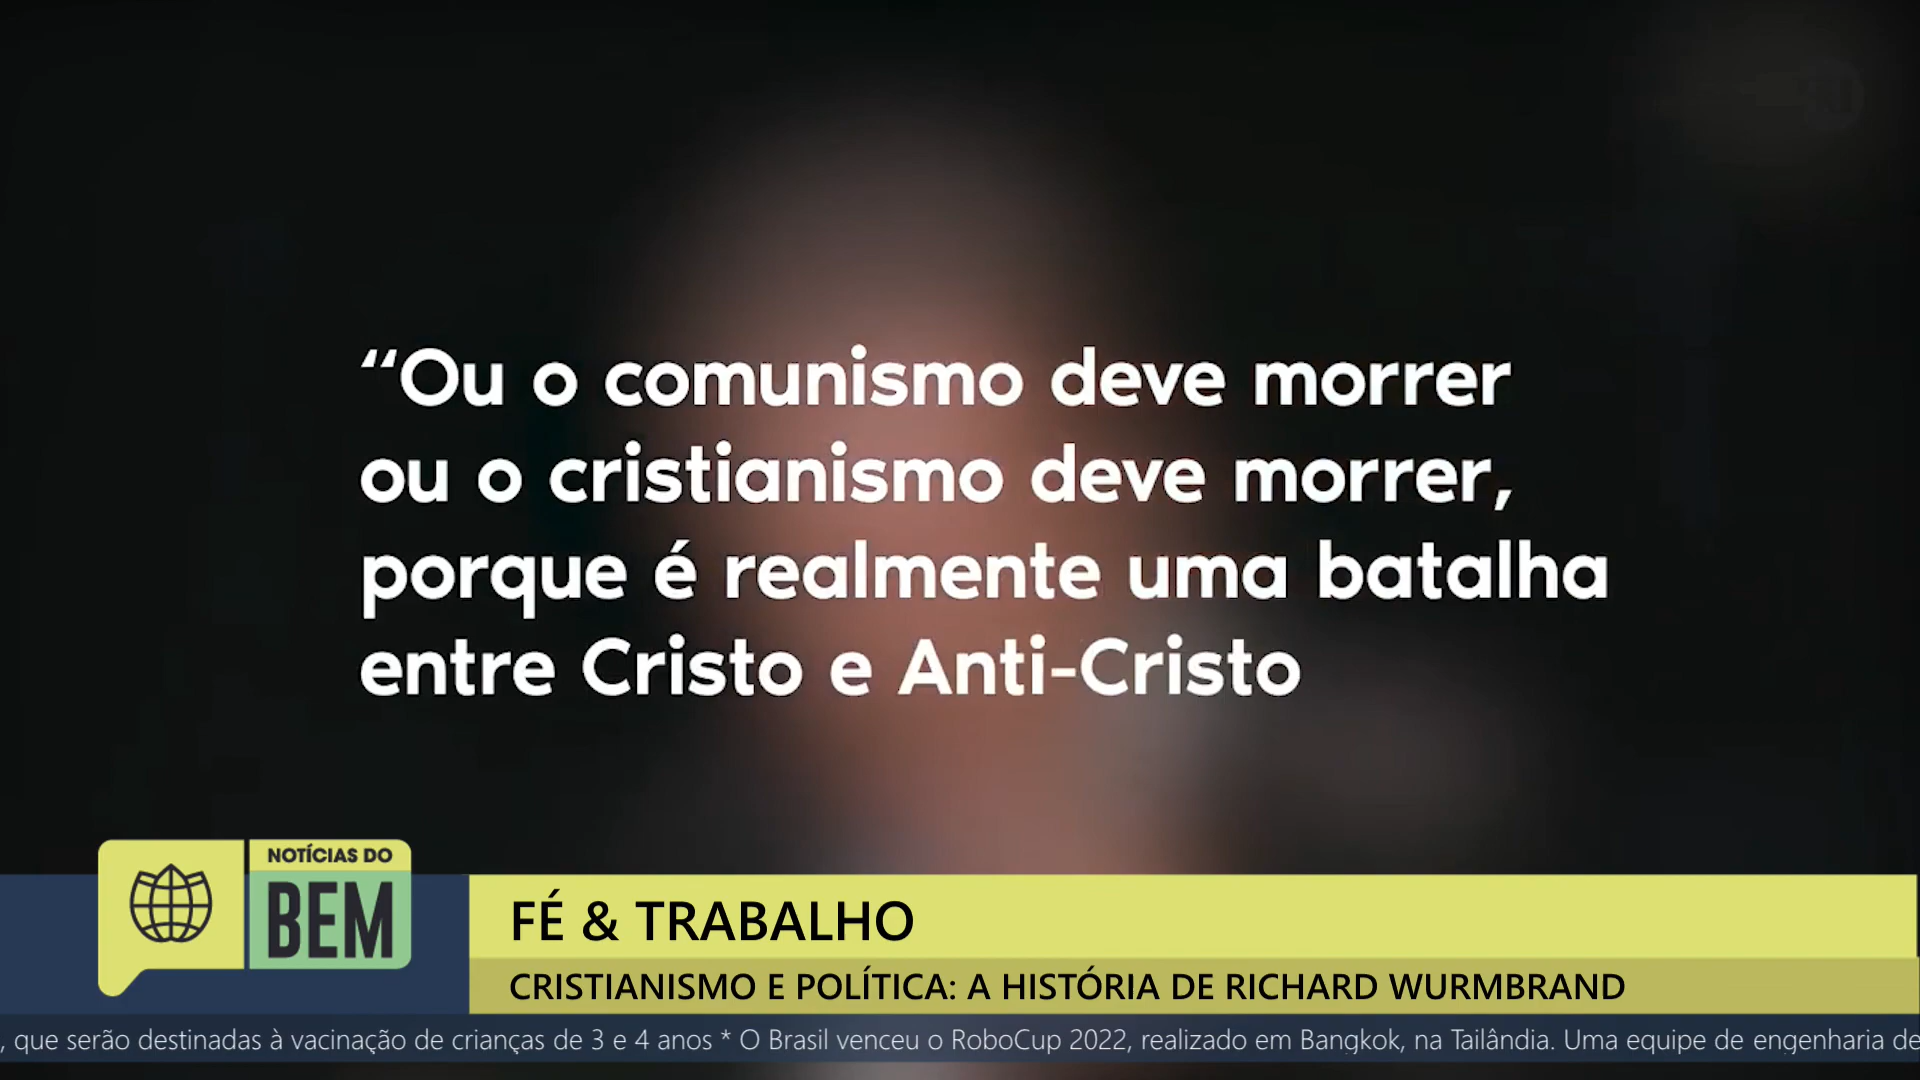 “Ou o comunismo deve morrer
ou o cristianismo deve morrer,
porque é realmente uma batalha
entre Cristo e Anti-Cristo
NOTÍCIAS DO
BEM
FÉ & TRABALHO
CRISTIANISMO E POLÍTICA: A HISTÓRIA DE RICHARD WURMBRAND
, que serão destinadas à vacinação de crianças de 3 e 4 anos * O Brasil venceu o RoboCup 2022, realizado em Bangkok, na Tailândia. Uma equipe de engenharia de